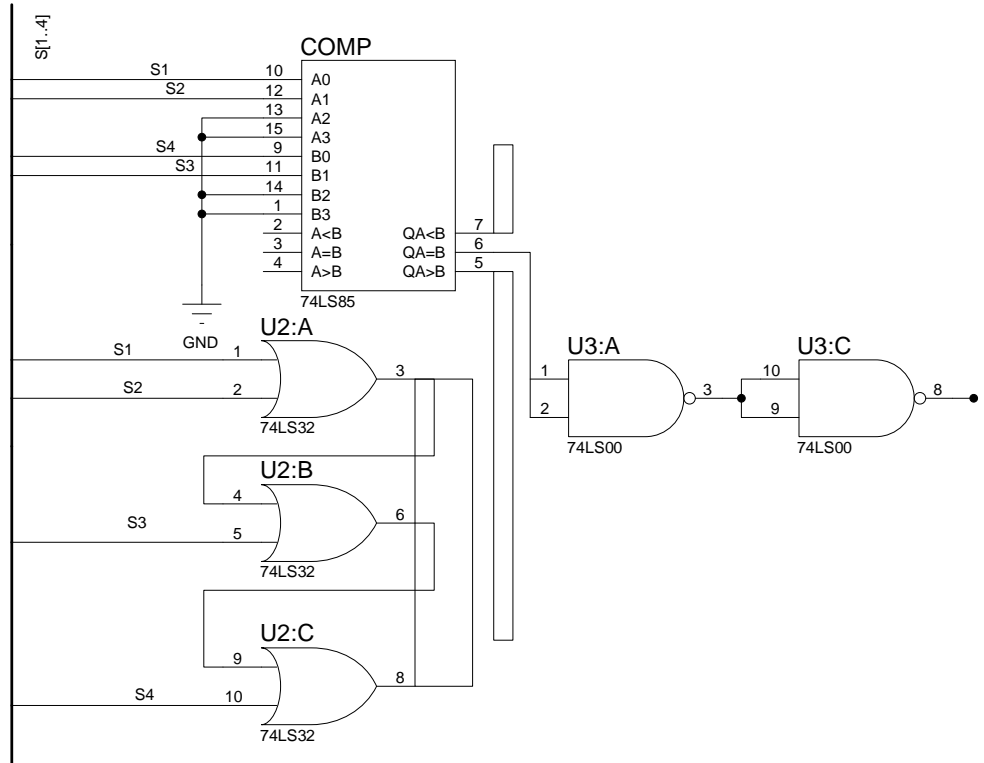 S[1..4]
COMP
S1 10 A0
S2 12 A1
13 A2
15 A3
S4 9 B0
S3 11 B1
14 B2
1 B3
2 A<B QA<B 7
3 A=B QA=B 6
4 A>B QA>B 5
74LS85
GND
U2:A
S1 1
3
S2 2
74LS32
U3:A
1
2
3
74LS00
U3:C
10
9
8
74LS00
U2:B
4
6
S3 5
74LS32
U2:C
9
8
S4 10
74LS32